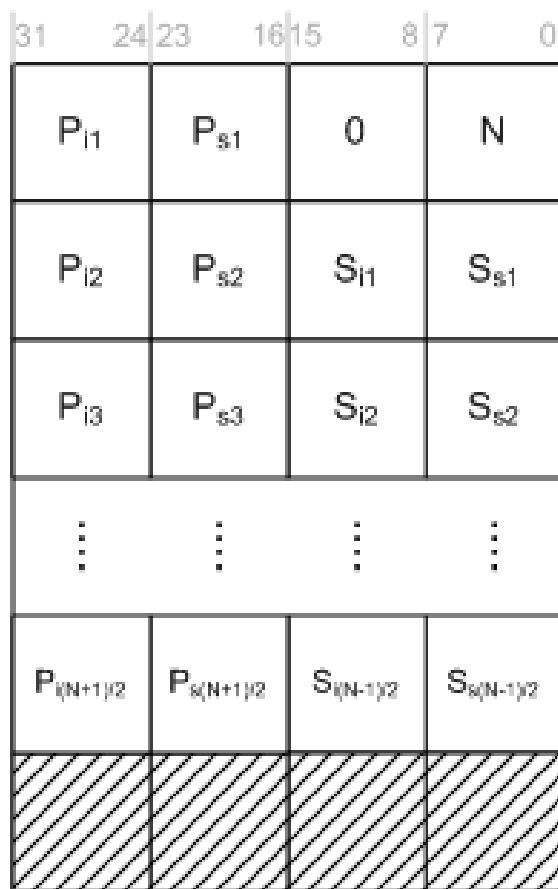 31 24 23 16 15 8 7 0
Pi1 Ps1 0 N
Pi2 Ps2 Si1 Ss1
Pi3 Ps3 Si2 Ss2
⋮ ⋮ ⋮ ⋮
Pi(N+1)/2 Ps(N+1)/2 Si(N-1)/2 Ss(N-1)/2